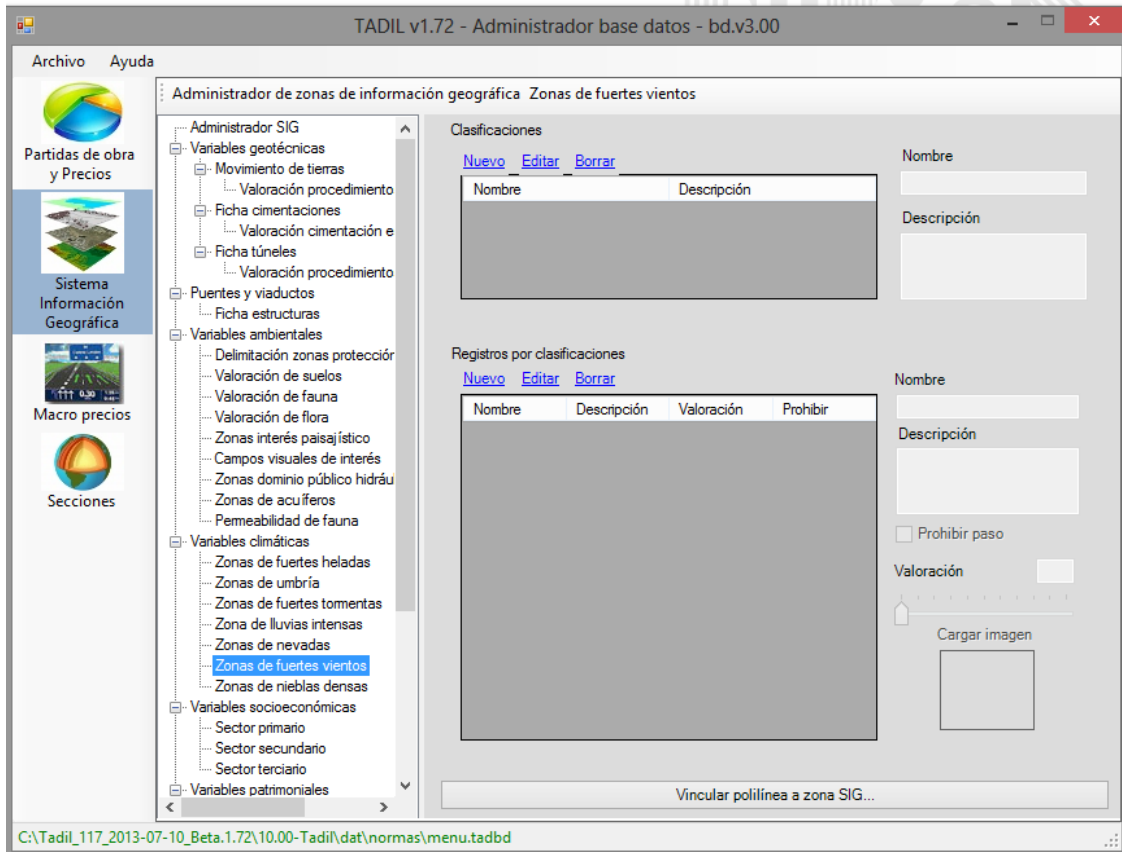 TADIL v1.72 - Administrador base datos - bd.v3.00
Archivo Ayuda
Partidas de obra
y Precios
Sistema
Información
Geográfica
Macro precios
Secciones
Administrador de zonas de información geográfica Zonas de fuertes vientos
Administrador SIG
Variables geotécnicas
Movimiento de tierras
Valoración procedimiento
Ficha cimentaciones
Valoración cimentación e
Ficha túneles
Valoración procedimiento
Puentes y viaductos
Ficha estructuras
Variables ambientales
Delimitación zonas protección
Valoración de suelos
Valoración de fauna
Valoración de flora
Zonas interés paisajístico
Campos visuales de interés
Zonas dominio público hidrául
Zonas de acuíferos
Permeabilidad de fauna
Variables climáticas
Zonas de fuertes heladas
Zonas de umbría
Zonas de fuertes tormentas
Zona de lluvias intensas
Zonas de nevadas
Zonas de fuertes vientos
Zonas de nieblas densas
Variables socioeconómicas
Sector primario
Sector secundario
Sector terciario
Variables patrimoniales
Clasificaciones
Nuevo Editar Borrar
Nombre Descripción
Nombre
Descripción
Registros por clasificaciones
Nuevo Editar Borrar
Nombre Descripción Valoración Prohibir
Nombre
Descripción
Prohibir paso
Valoración
Cargar imagen
Vincular polilínea a zona SIG...
C:\Tadil_117_2013-07-10_Beta.1.72\10.00-Tadil\dat\normas\menu.tadbd